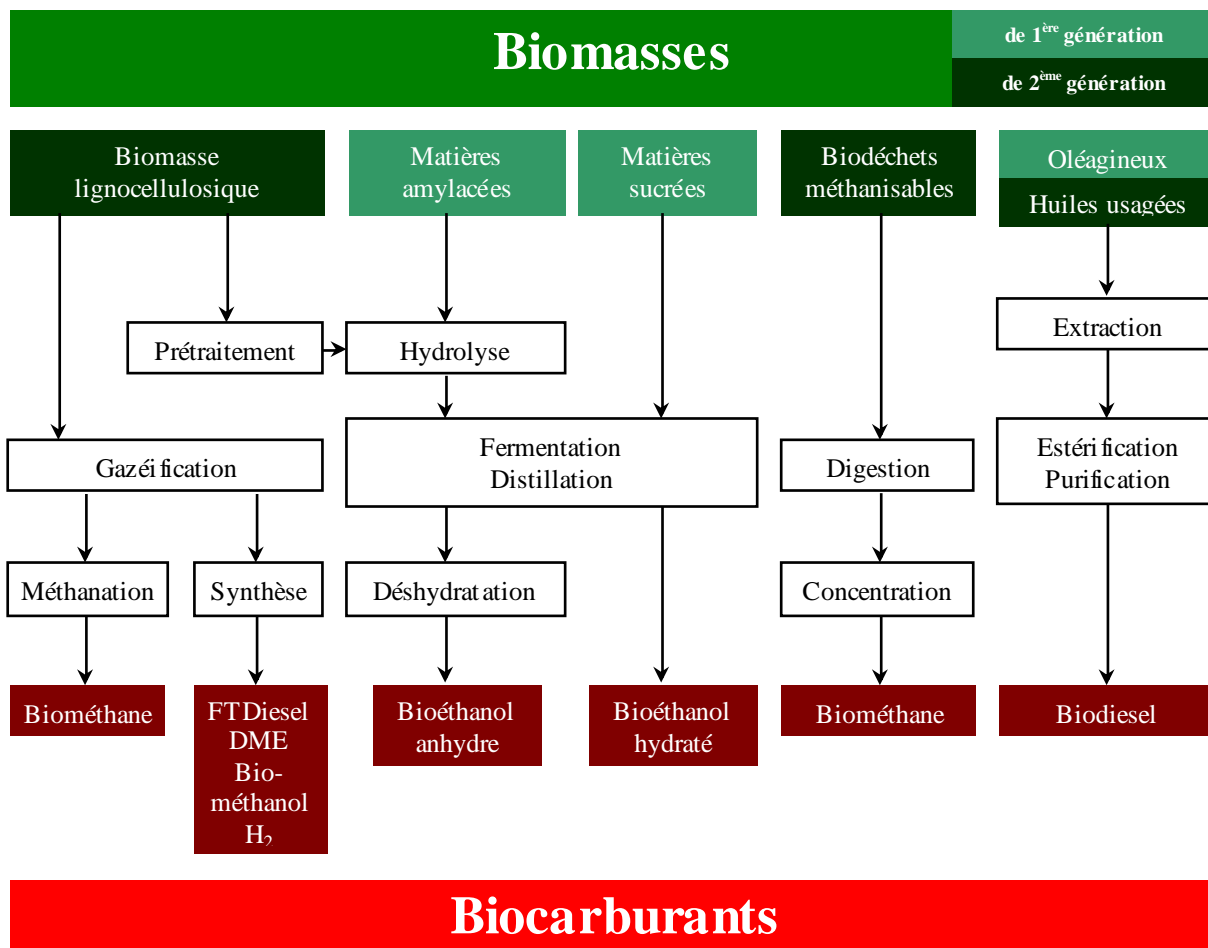 Biomasses
de 1ère génération
de 2ème génération
Biomasse
lignocellulosique
Matières
amylacées
Matières
sucrées
Biodéchets
méthanisables
Oléagineux
Huiles usagées
Prétraitement
Hydrolyse
Extraction
Gazéification
Fermentation
Distillation
Digestion
Estérification
Purification
Méthanation
Synthèse
Déshydratation
Concentration
Biométhane
FT Diesel
DME
Bio-
méthanol
H2
Bioéthanol
anhydre
Bioéthanol
hydraté
Biométhane
Biodiesel
Biocarburants